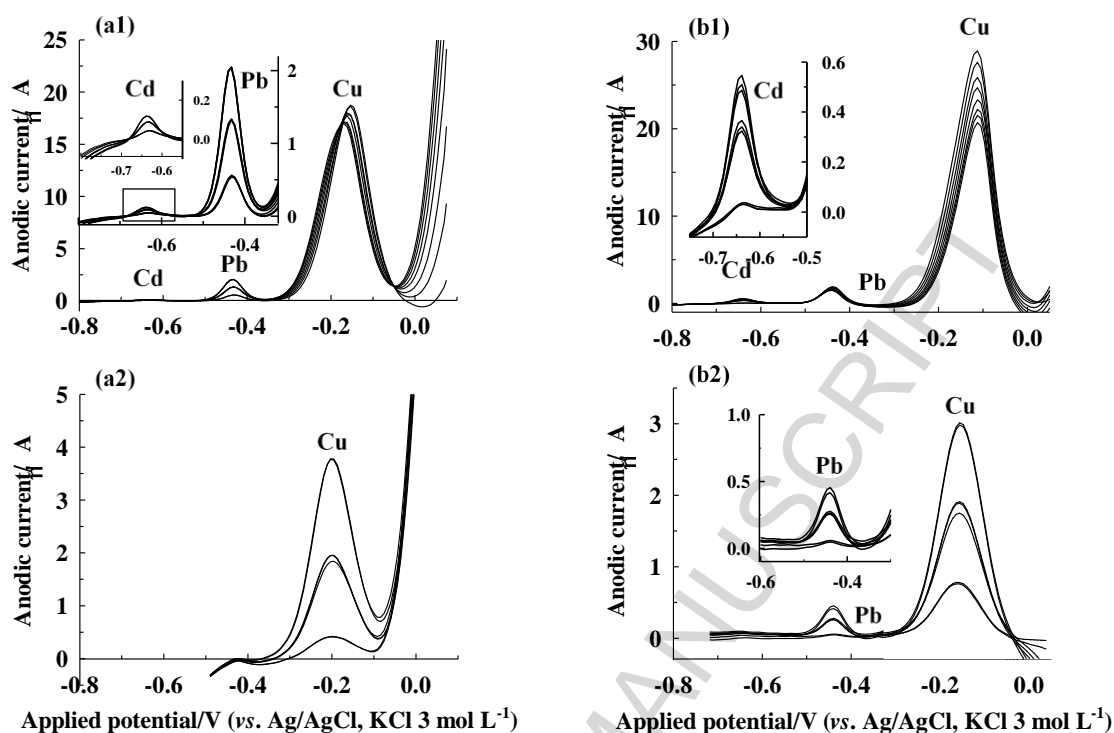 (a1)
25
20
15
10
5
0
Anodic current/ A
Cd
0.2
0.0
-0.7 -0.6
Pb
2
1
0
-0.6 -0.4
Cu
Cd
Pb
-0.8 -0.6 -0.4 -0.2 0.0
(b1)
30
20
10
0
Anodic current/ A
Cd
0.6
0.4
0.2
0.0
-0.7 -0.6 -0.5
Cu
Cd
Pb
-0.8 -0.6 -0.4 -0.2 0.0
(a2)
5
4
3
2
1
0
Anodic current/ A
Cu
-0.8 -0.6 -0.4 -0.2 0.0
Applied potential/V (vs. Ag/AgCl, KCl 3 mol L⁻¹)
(b2)
3
2
1
0
Anodic current/ A
1.0
0.5
0.0
Pb
-0.6 -0.4
Cu
Pb
-0.8 -0.6 -0.4 -0.2 0.0
Applied potential/V (vs. Ag/AgCl, KCl 3 mol L⁻¹)
MANUSCRIPT